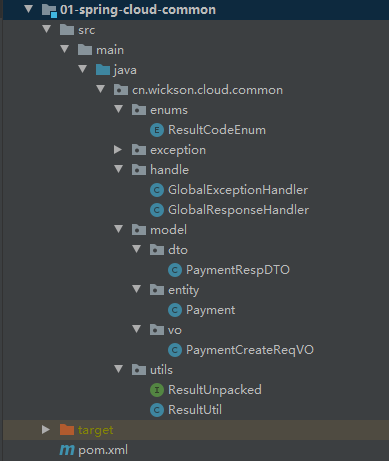 01-spring-cloud-common
src
main
java
cn.wickson.cloud.common
enums
E ResultCodeEnum
exception
handle
C GlobalExceptionHandler
C GlobalResponseHandler
model
dto
C PaymentRespDTO
entity
C Payment
vo
C PaymentCreateReqVO
utils
I ResultUnpacked
C ResultUtil
target
m pom.xml